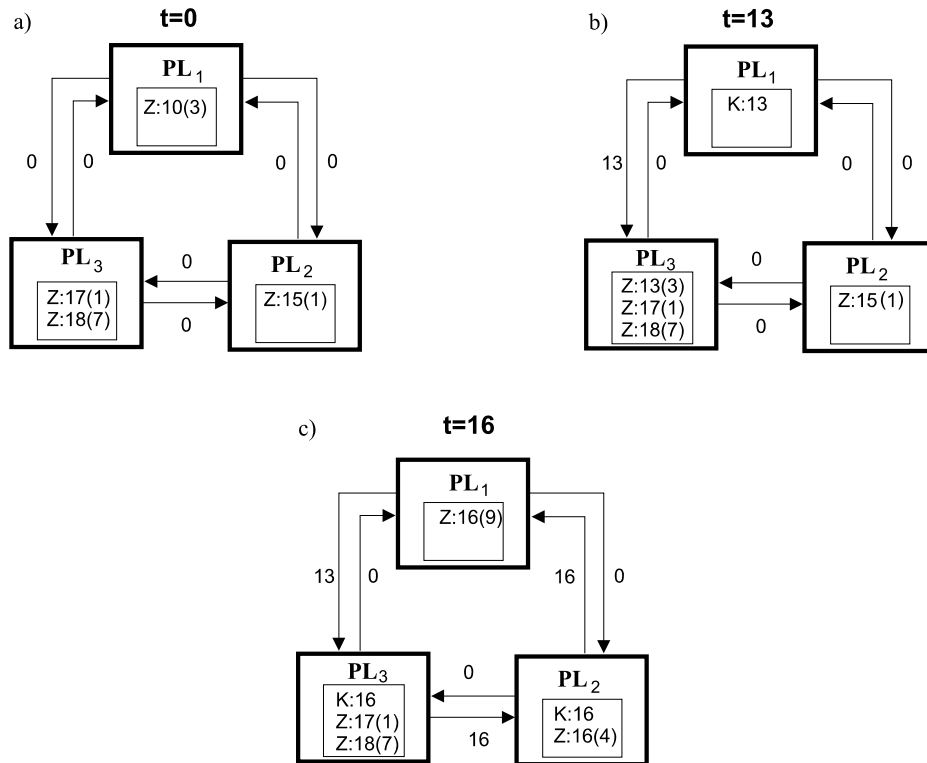 a)
t=0
PL1
Z:10(3)
0
0
0
0
PL3
Z:17(1)
Z:18(7)
0
0
PL2
Z:15(1)
b)
t=13
PL1
K:13
13
0
0
0
PL3
Z:13(3)
Z:17(1)
Z:18(7)
0
0
PL2
Z:15(1)
c)
t=16
PL1
Z:16(9)
13
0
16
0
PL3
K:16
Z:17(1)
Z:18(7)
0
16
PL2
K:16
Z:16(4)